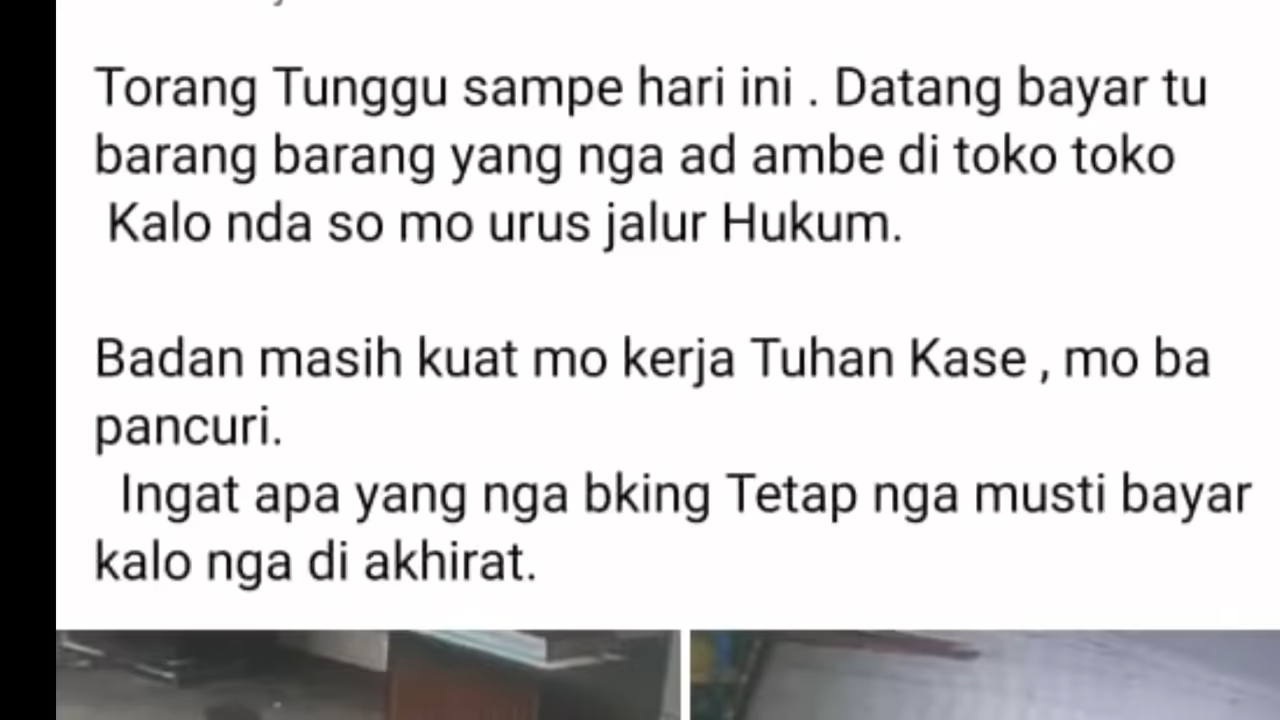 Torang Tunggu sampe hari ini . Datang bayar tu
barang barang yang nga ad ambe di toko toko
Kalo nda so mo urus jalur Hukum.
Badan masih kuat mo kerja Tuhan Kase , mo ba
pancuri.
Ingat apa yang nga bking Tetap nga musti bayar
kalo nga di akhirat.